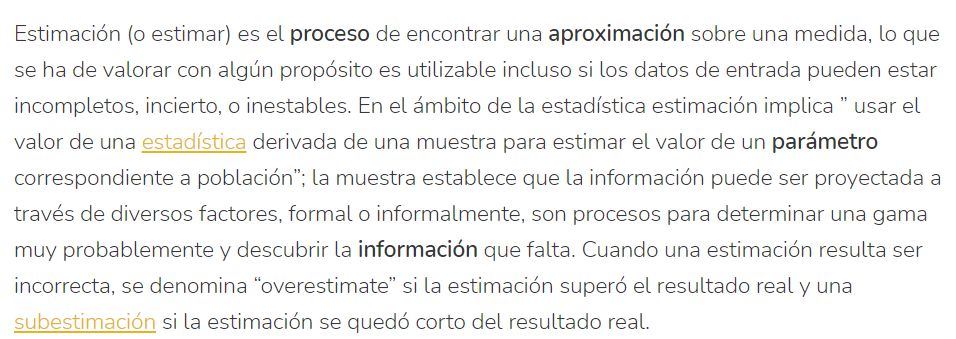 Estimación (o estimar) es el proceso de encontrar una aproximación sobre una medida, lo que
se ha de valorar con algún propósito es utilizable incluso si los datos de entrada pueden estar
incompletos, incierto, o inestables. En el ámbito de la estadística estimación implica ” usar el
valor de una estadística derivada de una muestra para estimar el valor de un parámetro
correspondiente a población”; la muestra establece que la información puede ser proyectada a
través de diversos factores, formal o informalmente, son procesos para determinar una gama
muy probablemente y descubrir la información que falta. Cuando una estimación resulta ser
incorrecta, se denomina “overestimate” si la estimación superó el resultado real y una
subestimación si la estimación se quedó corto del resultado real.